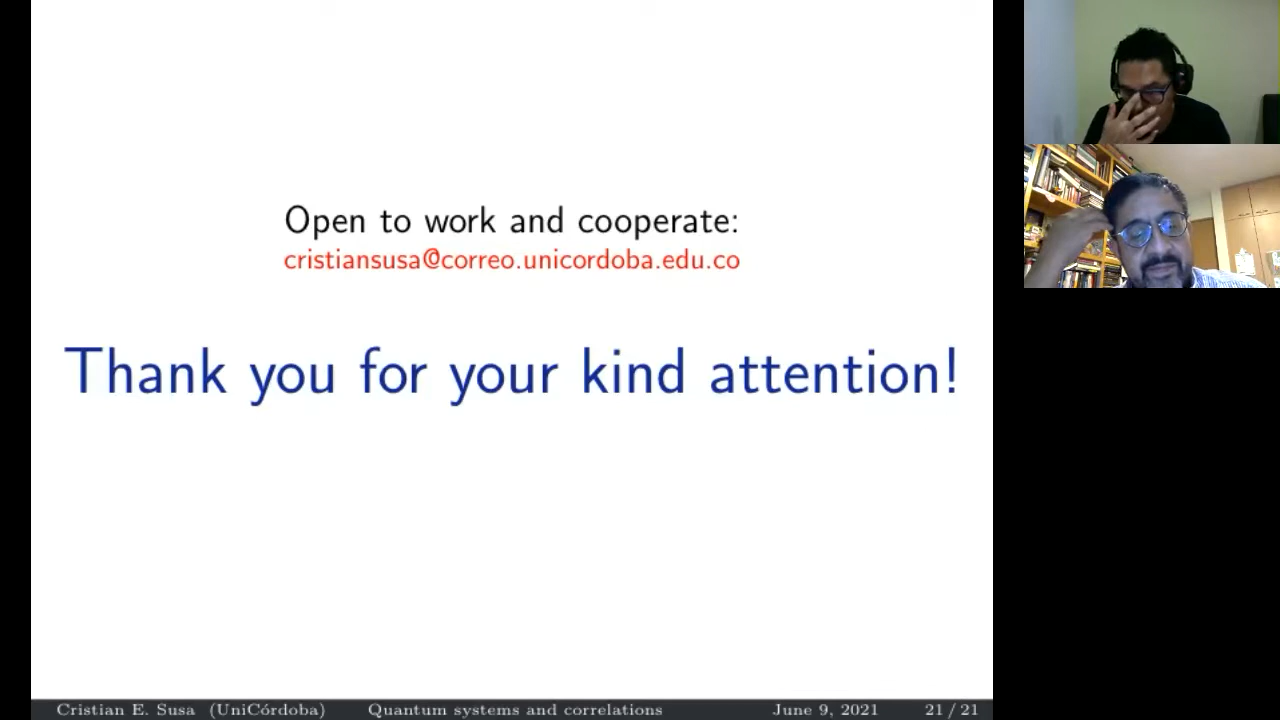 Open to work and cooperate:
cristiansusa@correo.unicordoba.edu.co
Thank you for your kind attention!
Cristian E. Susa (UniCórdoba) Quantum systems and correlations June 9, 2021 21 / 21